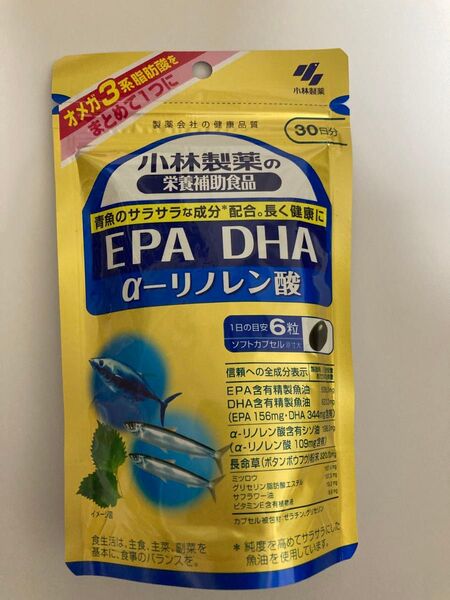 オメガ3系脂肪酸を
まとめて1つに
小林製薬
製薬会社の健康品質
30日分
小林製薬の
栄養補助食品
青魚のサラサラな成分*配合。長く健康に
EPA DHA
α-リノレン酸
1日の目安 6粒
ソフトカプセル
信頼への全成分表示
EPA含有精製魚油
DHA含有精製魚油
(EPA 156mg・DHA 344mg含有)
α-リノレン酸含有シソ油
(α-リノレン酸 109mg含有)
長命草(ボタンボウフウ)粉末
ミツロウ
グリセリン脂肪酸エステル
サフラワー油
ビタミンE含有植物油
カプセル被包材:ゼラチン、グリセリン
イメージ図
食生活は、主食、主菜、副菜を
基本に、食事のバランスを。
*純度を高めてサラサラにした
魚油を使用しています。